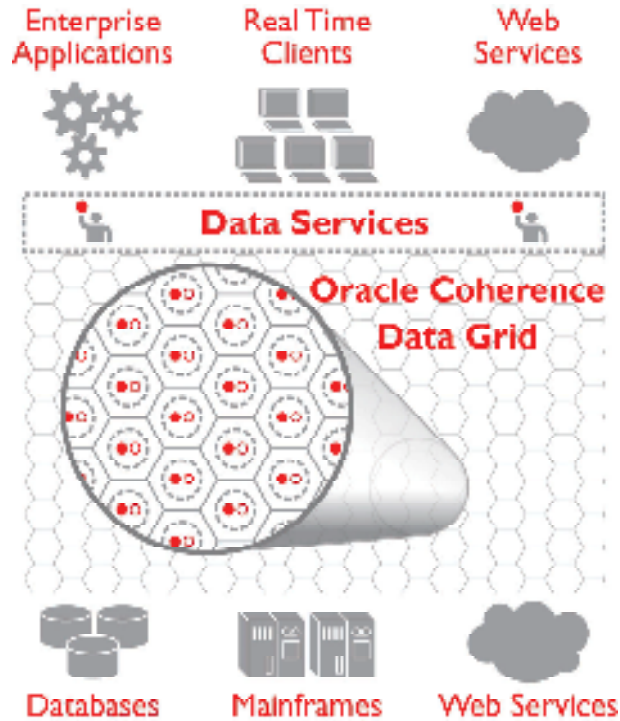 Enterprise
Applications
Real Time
Clients
Web
Services
Data Services
Oracle Coherence
Data Grid
Databases
Mainframes
Web Services